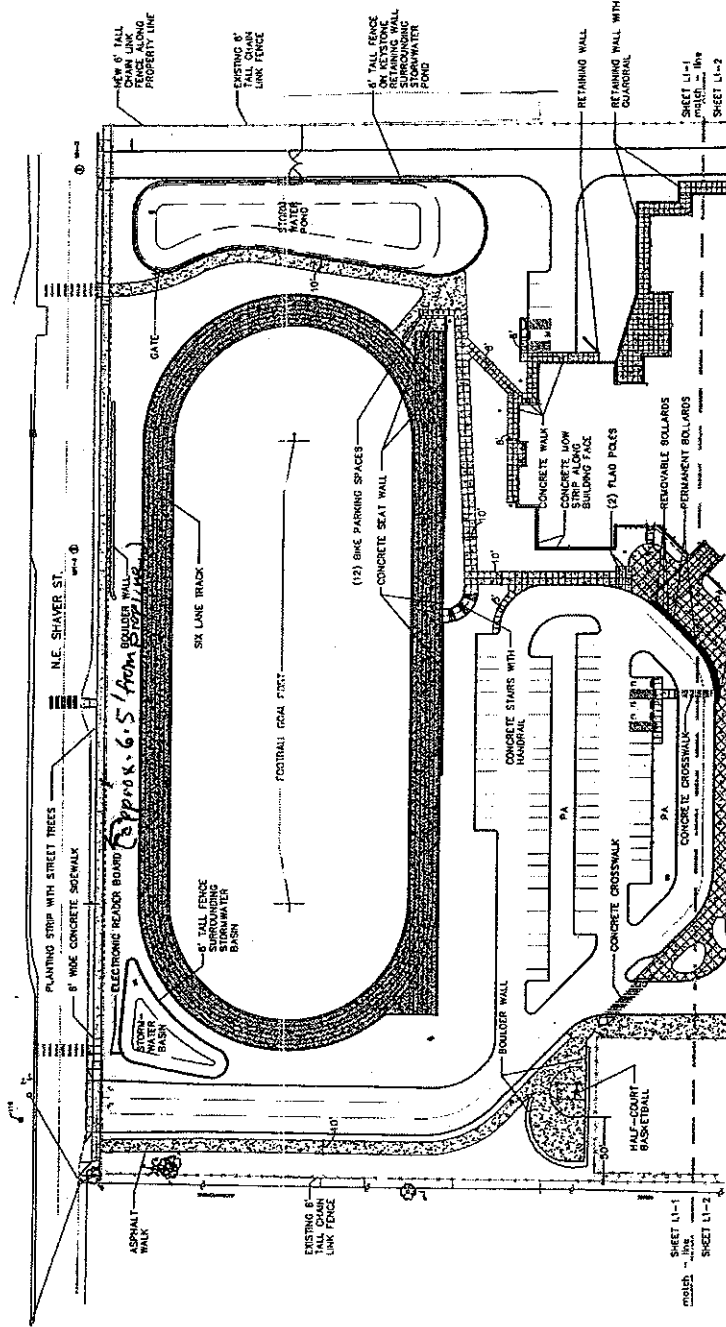 NEW 6' TALL
CHAIN LINK
FENCE ALONG
PROPERTY LINE
EXISTING 6'
TALL CHAIN
LINK FENCE
6' TALL FENCE
ON KEYSTONE
RETAINING WALL
SURROUNDING
STORMWATER
POND
RETAINING WALL
RETAINING WALL WITH
GUARDRAIL
SHEET L1-1
match - line
SHEET L1-2
N.E. SHAVER ST.
GATE
STORM
WATER
POND
10'
BOULDER WALL
(approx. 6.5' from prop line)
SIX LANE TRACK
(12) BIKE PARKING SPACES
CONCRETE SEAT WALL
6'
6'
8'
10'
CONCRETE WALK
CONCRETE MOW
STRIP ALONG
BUILDING FACE
(2) FLAG POLES
REMOVABLE BOLLARDS
PERMANENT BOLLARDS
10'
6'
FOOTBALL GOAL POST
CONCRETE STAIRS WITH
HANDRAIL
PLANTING STRIP WITH STREET TREES
6' WIDE CONCRETE SIDEWALK
ELECTRONIC READER BOARD
6' TALL FENCE
SURROUNDING
STORMWATER
BASIN
STORM-
WATER
BASIN
PA
PA
CONCRETE CROSSWALK
CONCRETE CROSSWALK
BOULDER WALL
HALF-COURT
BASKETBALL
50'
ASPHALT
WALK
10'
EXISTING 6'
TALL CHAIN
LINK FENCE
SHEET L1-1
match - line
SHEET L1-2